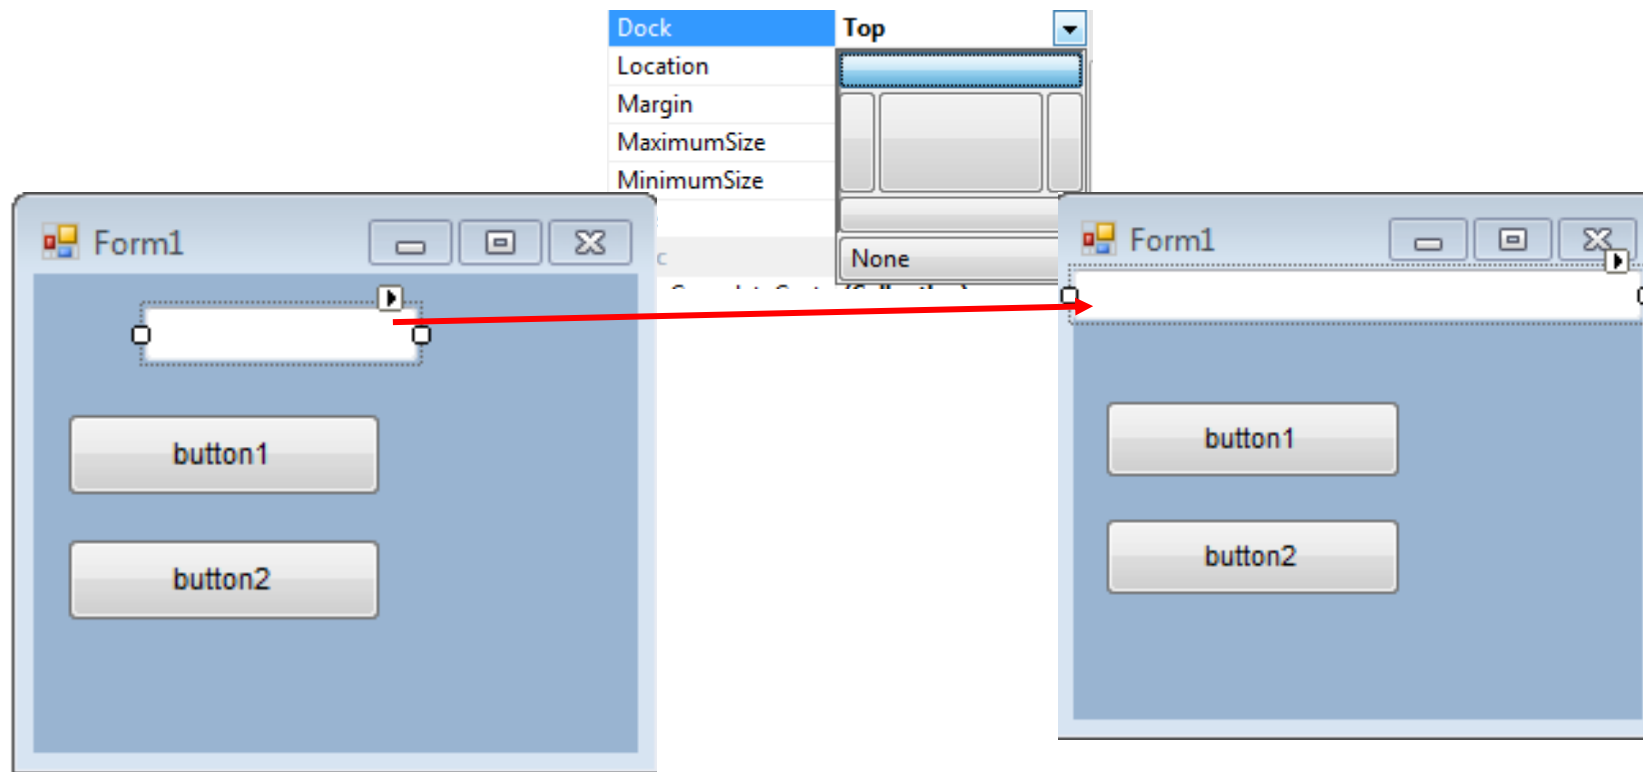 Dock Top
Location
Margin
MaximumSize
MinimumSize
None
Form1
button1
button2
Form1
button1
button2